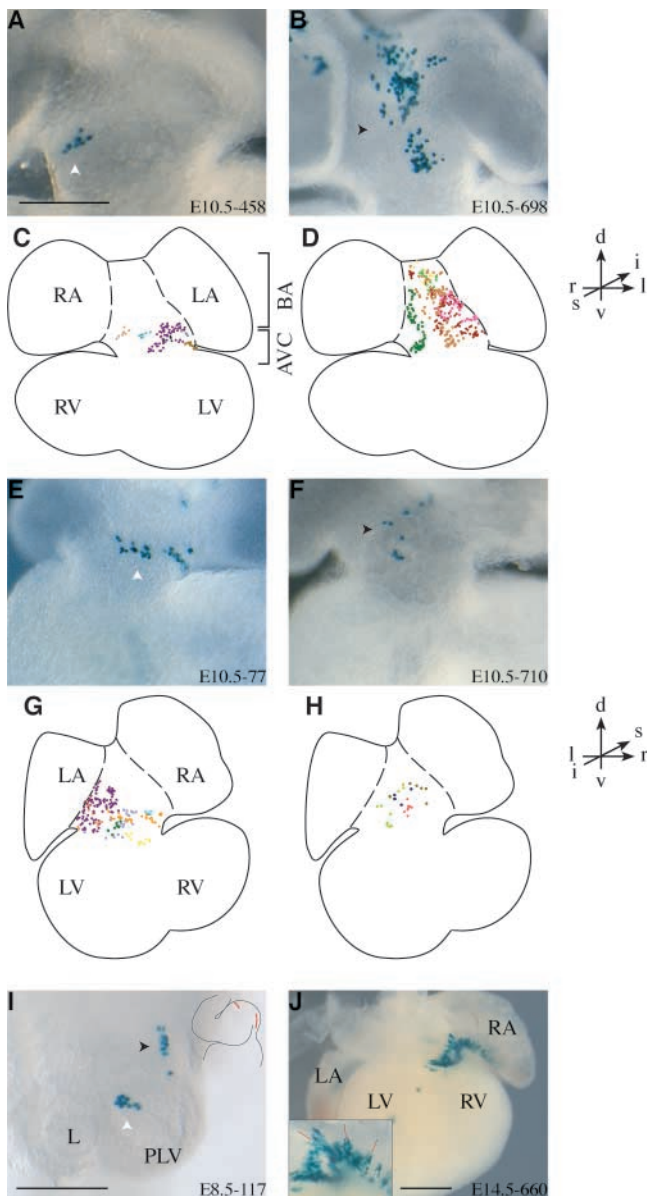 A
B
E10.5-458
E10.5-698
C
D
RA
LA
BA
AVC
RV
LV
d
i
r
l
s
v
E
F
E10.5-77
E10.5-710
G
H
LA
RA
LV
RV
d
s
l
r
i
v
I
J
L
PLV
E8.5-117
RA
LA
LV
RV
E14.5-660